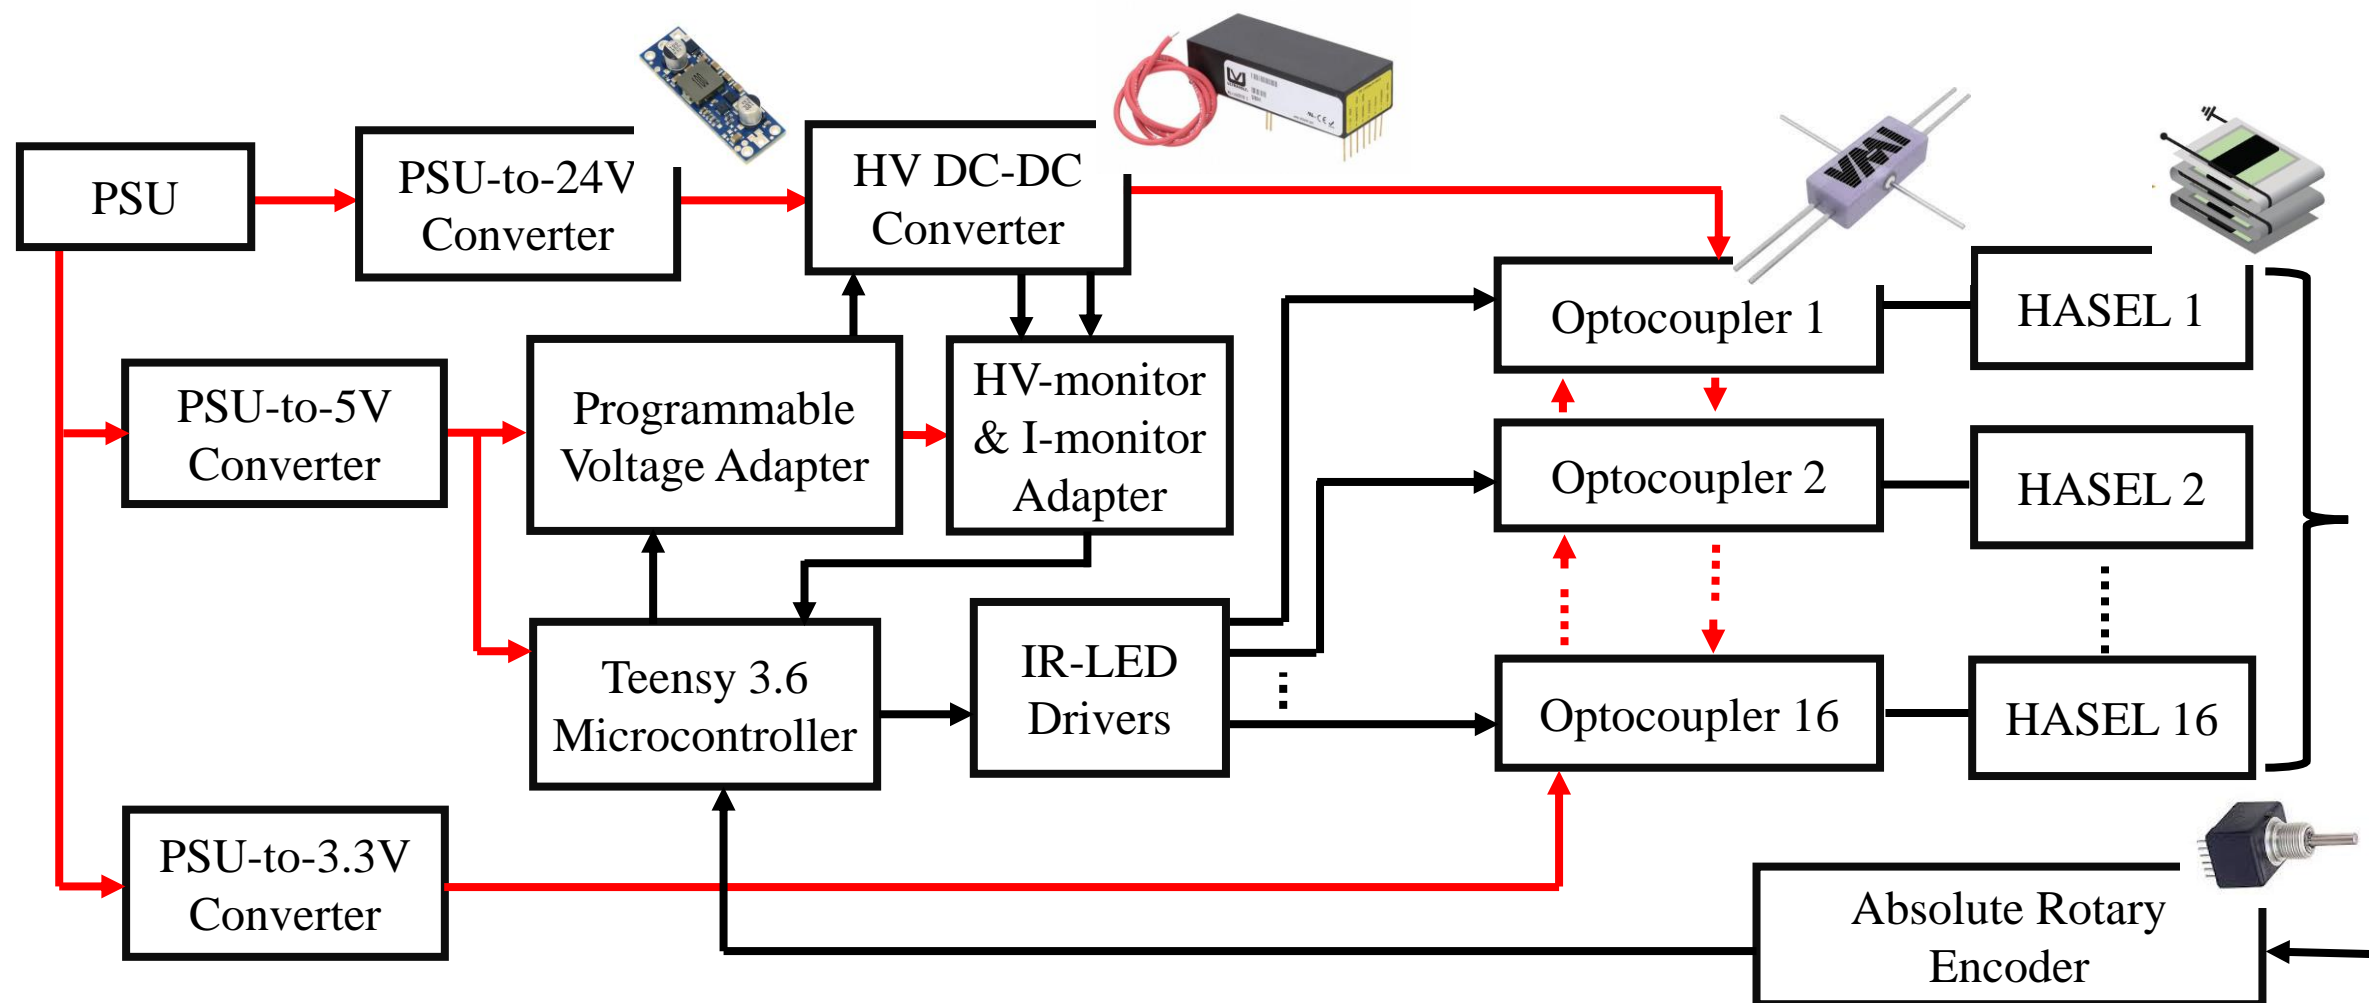 PSU
PSU-to-24V
Converter
HV DC-DC
Converter
VMI
Optocoupler 1
HASEL 1
PSU-to-5V
Converter
Programmable
Voltage Adapter
HV-monitor
& I-monitor
Adapter
Optocoupler 2
HASEL 2
Teensy 3.6
Microcontroller
IR-LED
Drivers
Optocoupler 16
HASEL 16
PSU-to-3.3V
Converter
Absolute Rotary
Encoder